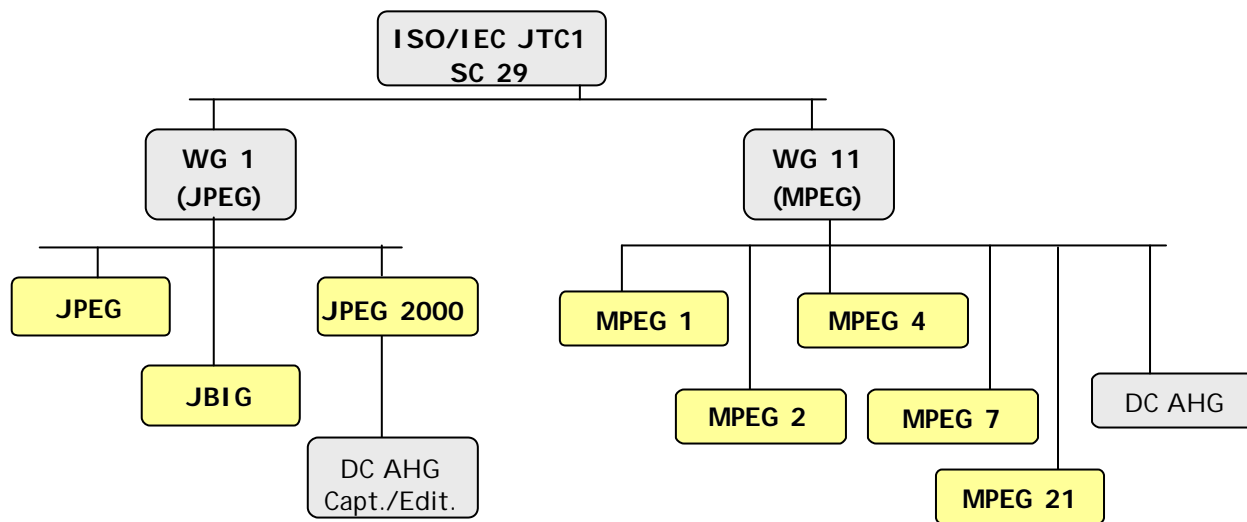 ISO/IEC JTC1
SC 29
WG 1
(JPEG)
WG 11
(MPEG)
JPEG
JPEG 2000
MPEG 1
MPEG 4
JBIG
MPEG 2
MPEG 7
DC AHG
DC AHG
Capt./Edit.
MPEG 21